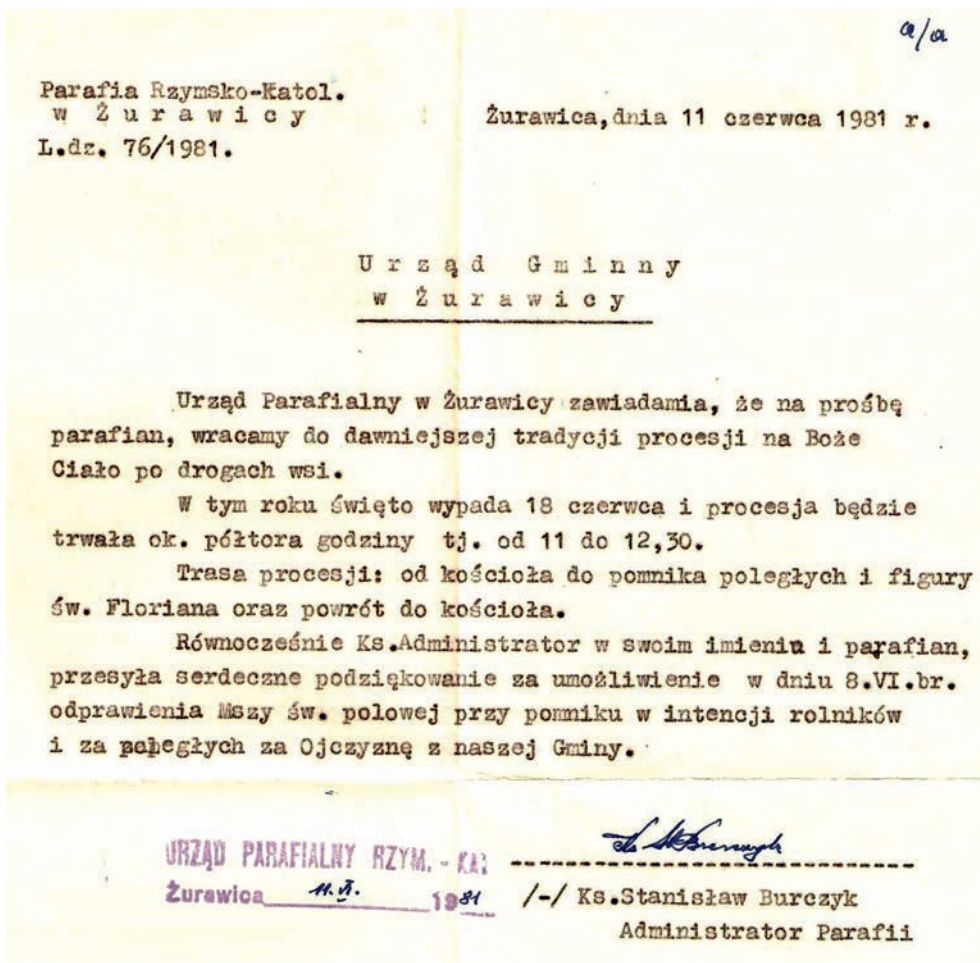 a/a
Parafia Rzymsko-Katol.
w Żurawicy
Żurawica,dnia 11 czerwca 1981 r.
L.dz. 76/1981.
Urząd Gminny
w Żurawicy
Urząd Parafialny w Żurawicy zawiadamia, że na prośbę
parafian, wracamy do dawniejszej tradycji procesji na Boże
Ciało po drogach wsi.
W tym roku święto wypada 18 czerwca i procesja będzie
trwała ok. półtora godziny tj. od 11 do 12,30.
Trasa procesji: od kościoła do pomnika poległych i figury
św. Floriana oraz powrót do kościoła.
Równocześnie Ks.Administrator w swoim imieniu i parafian,
przesyła serdeczne podziękowanie za umożliwienie w dniu 8.VI.br.
odprawienia Mszy św. polowej przy pomniku w intencji rolników
i za poległych za Ojczyznę z naszej Gminy.
URZĄD PARAFIALNY RZYM. - KAT
Żurawica 11.VI. 1981
/-/ Ks.Stanisław Burczyk
Administrator Parafii